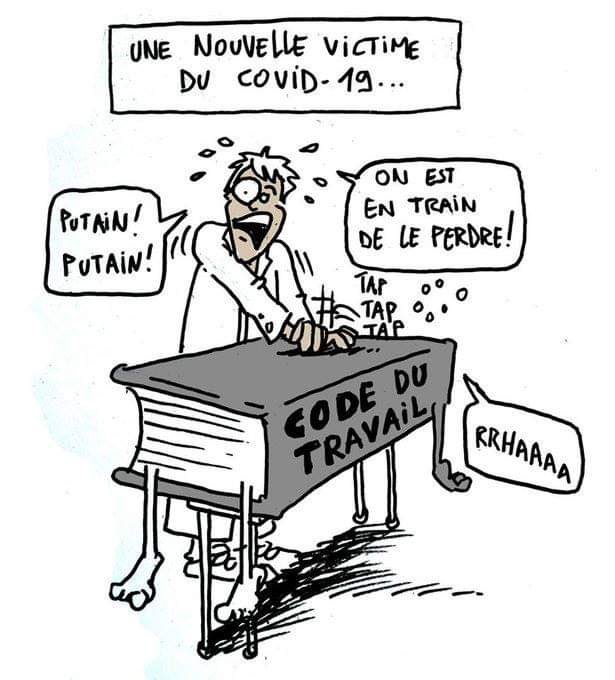 UNE NOUVELLE VICTIME
DU COVID-19...
PUTAIN!
PUTAIN!
ON EST
EN TRAIN
DE LE PERDRE!
TAP
TAP
TAP
CODE DU
TRAVAIL
RRHAAAA